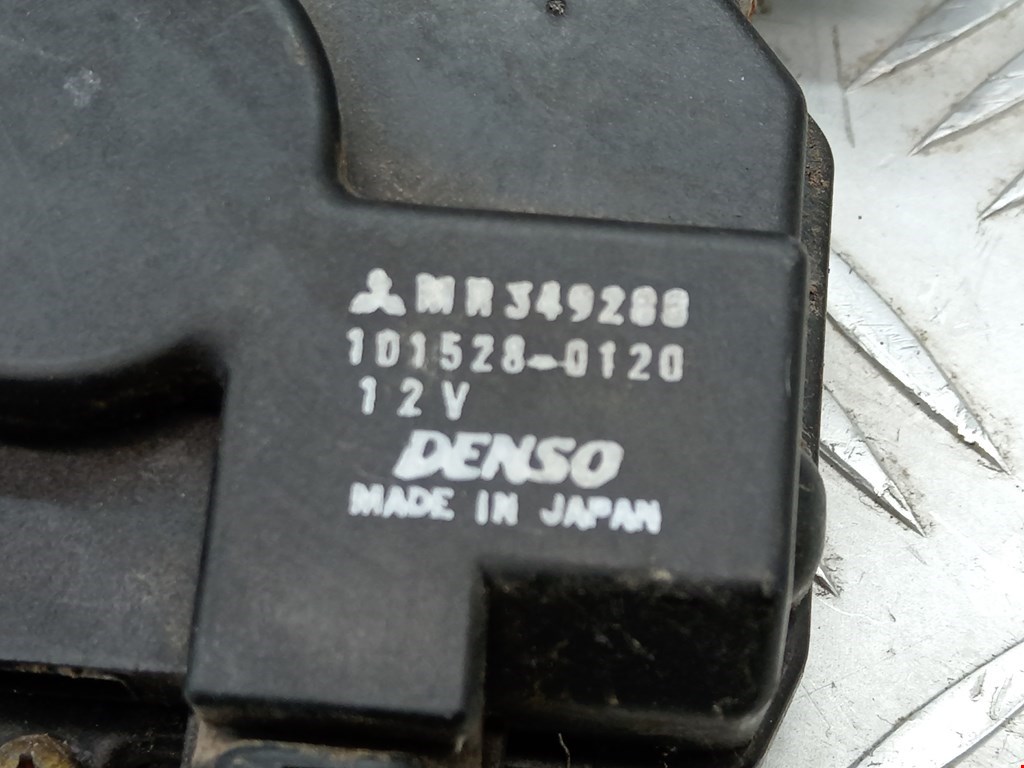 MR349288
101528-0120
12V
DENSO
MADE IN JAPAN